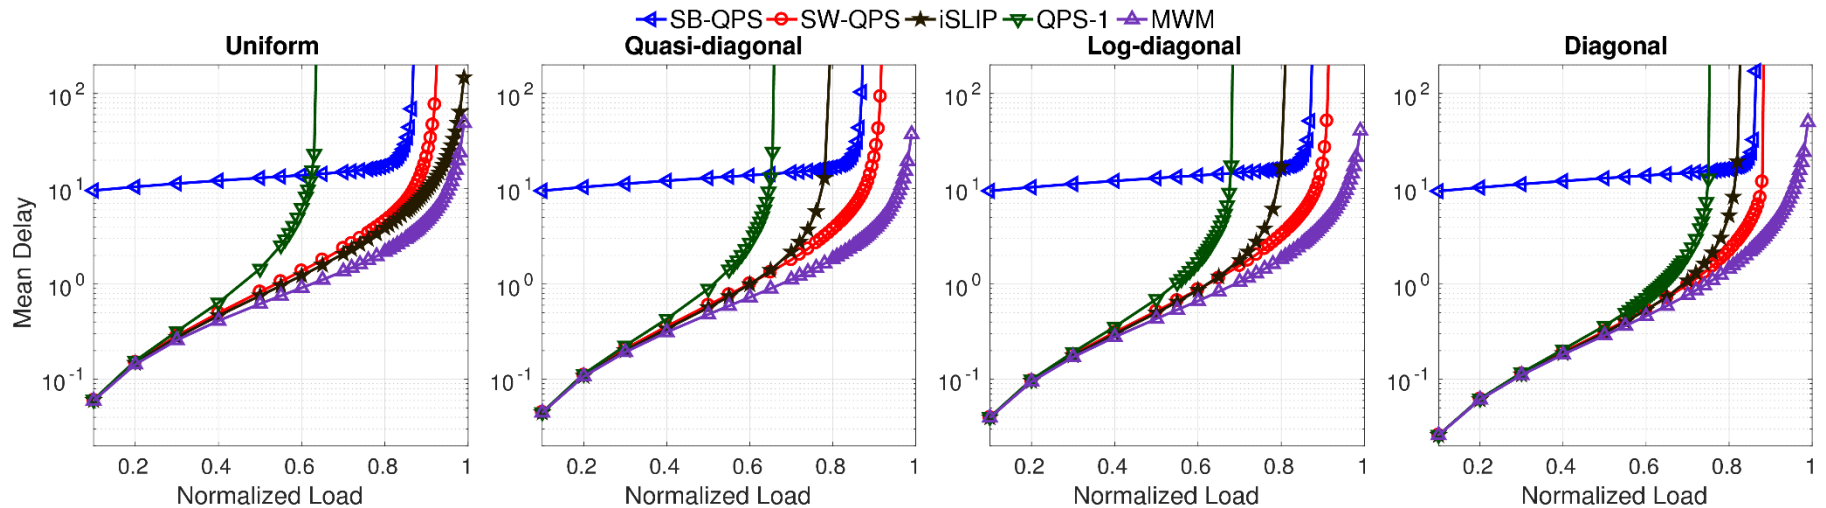 SB-QPS SW-QPS iSLIP QPS-1 MWM
Uniform Quasi-diagonal Log-diagonal Diagonal
Mean Delay
10^2 10^2 10^2 10^2
10^1 10^1 10^1 10^1
10^0 10^0 10^0 10^0
10^-1 10^-1 10^-1 10^-1
0.2 0.4 0.6 0.8 1 0.2 0.4 0.6 0.8 1 0.2 0.4 0.6 0.8 1 0.2 0.4 0.6 0.8 1
Normalized Load Normalized Load Normalized Load Normalized Load